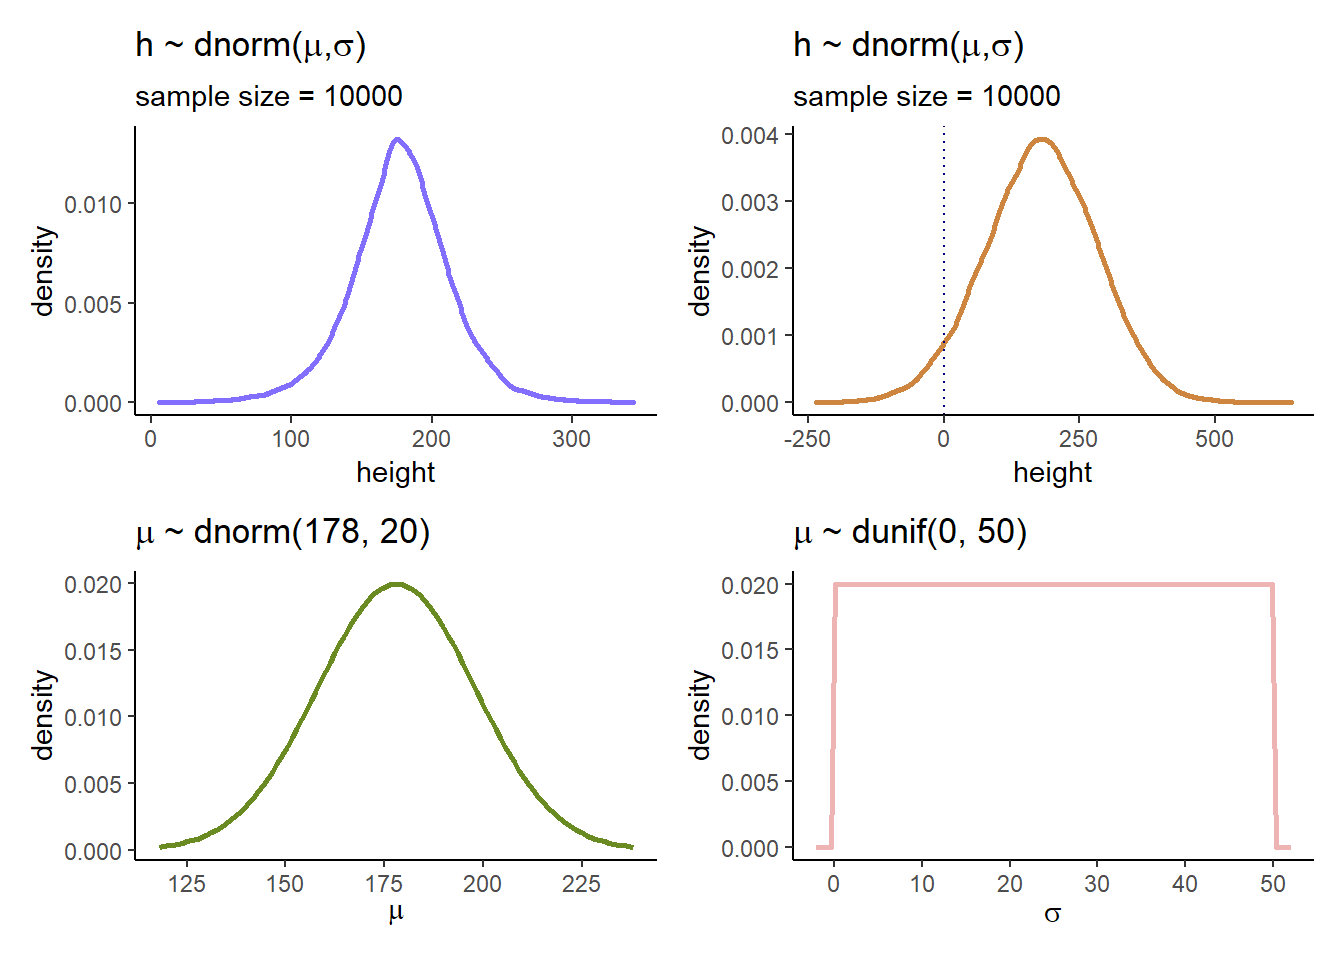 h ~ dnorm(μ,σ)
sample size = 10000
density
0.010
0.005
0.000
0
100
200
300
height
h ~ dnorm(μ,σ)
sample size = 10000
density
0.004
0.003
0.002
0.001
0.000
-250
0
250
500
height
μ ~ dnorm(178, 20)
density
0.020
0.015
0.010
0.005
0.000
125
150
175
200
225
μ
μ ~ dunif(0, 50)
density
0.020
0.015
0.010
0.005
0.000
0
10
20
30
40
50
σ